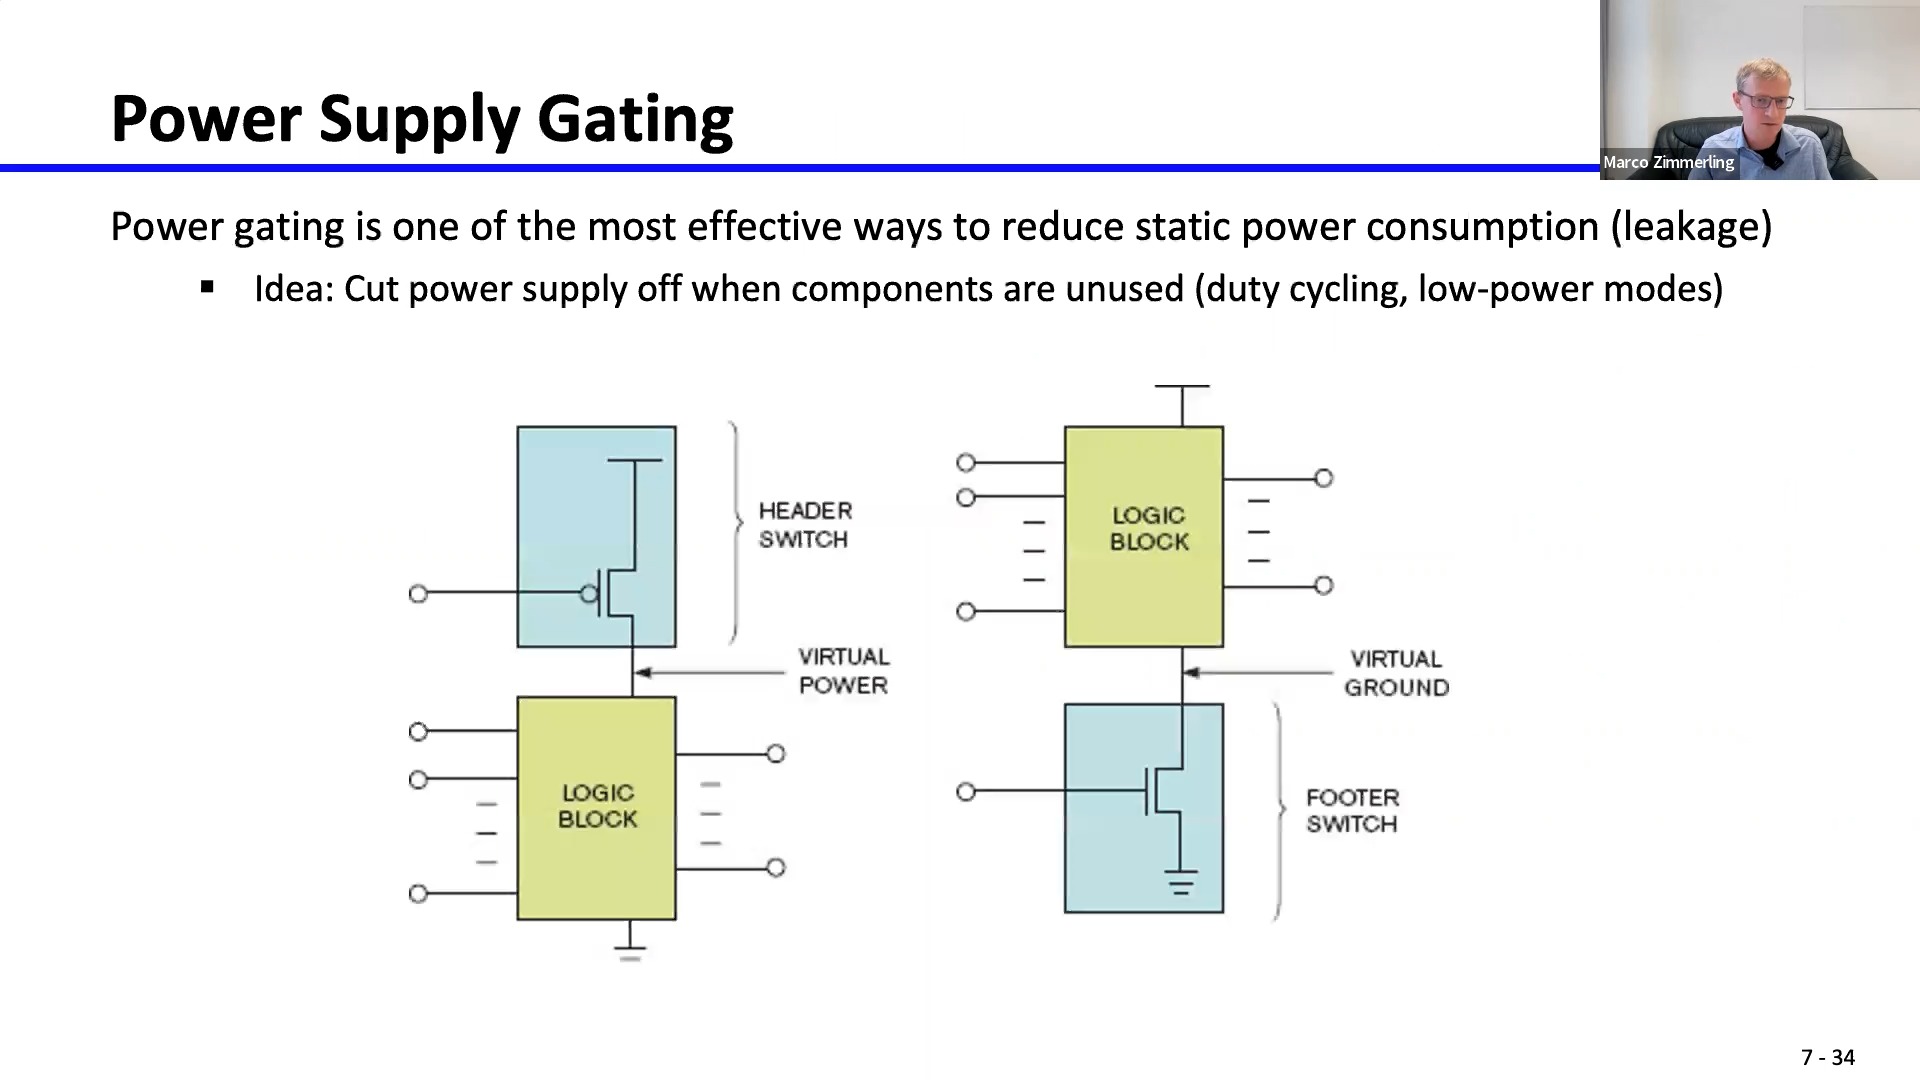 Power Supply Gating
Marco Zimmerling
Power gating is one of the most effective ways to reduce static power consumption (leakage)
▪ Idea: Cut power supply off when components are unused (duty cycling, low-power modes)
HEADER
SWITCH
VIRTUAL
POWER
LOGIC
BLOCK
LOGIC
BLOCK
VIRTUAL
GROUND
FOOTER
SWITCH
7 - 34